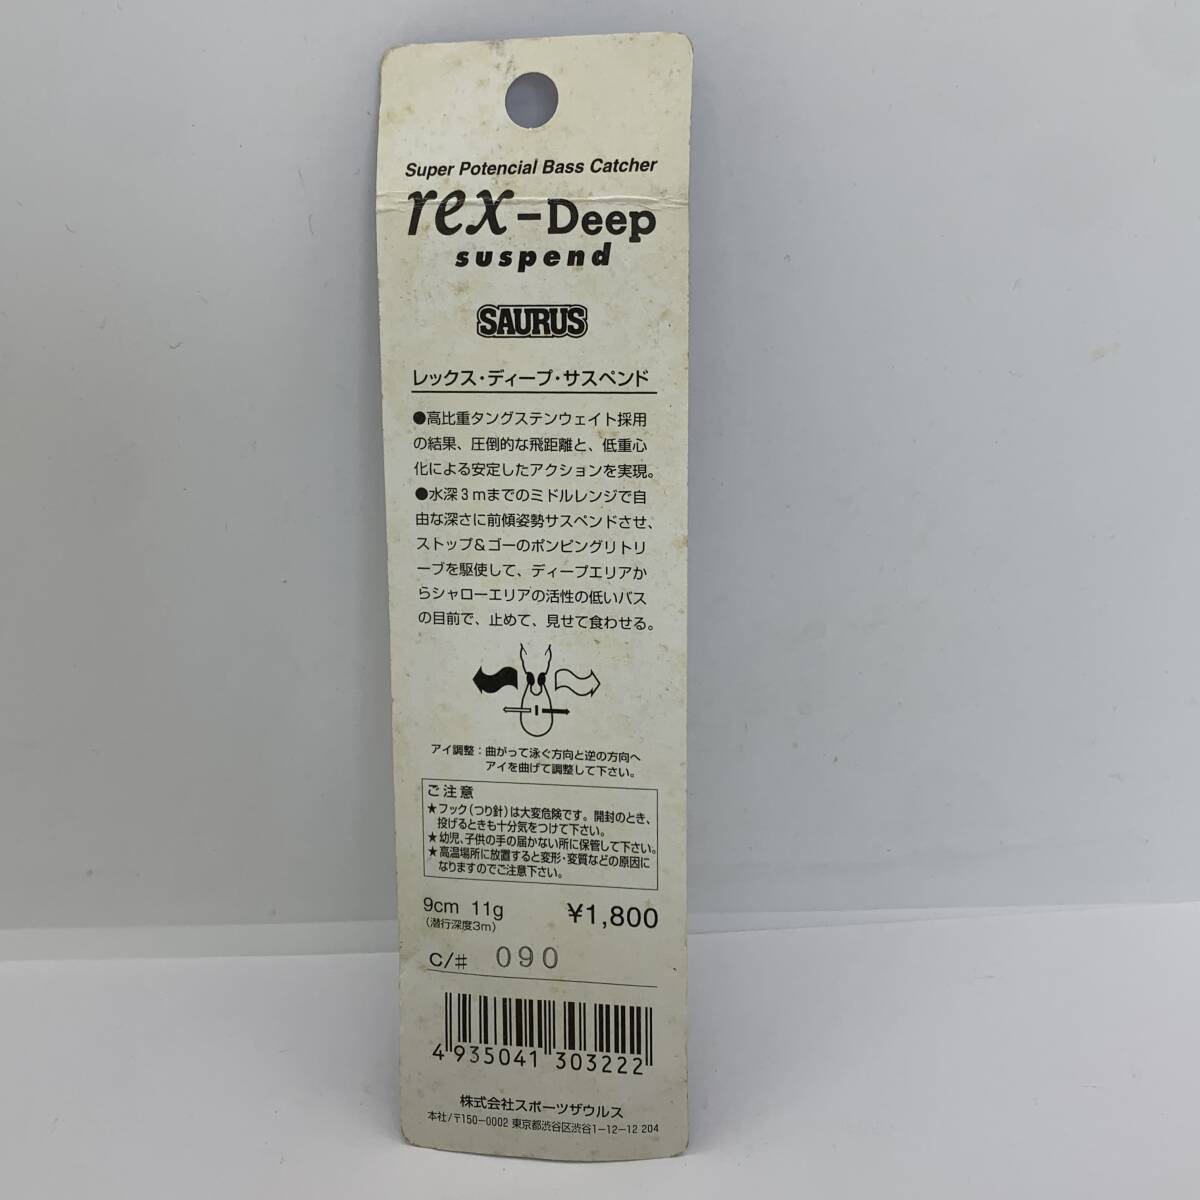 Super Potencial Bass Catcher
rex-Deep
suspend
SAURUS
レックス・ディープ・サスペンド
●高比重タングステンウェイト採用
の結果、圧倒的な飛距離と、低重心
化による安定したアクションを実現。
●水深3mまでのミドルレンジで自
由な深さに前傾姿勢サスペンドさせ、
ストップ&ゴーのポンピングリトリ
ーブを駆使して、ディープエリアか
らシャローエリアの活性の低いバス
の目前で、止めて、見せて食わせる。
アイ調整：曲がって泳ぐ方向と逆の方向へ
アイを曲げて調整して下さい。
ご注意
★フック(つり針)は大変危険です。開封のとき、
投げるときも十分気をつけて下さい。
★幼児、子供の手の届かない所に保管して下さい。
★高温場所に放置すると変形・変質などの原因に
なりますのでご注意下さい。
9cm 11g ¥1,800
(潜行深度3m)
C/# 090
4 935041 303222
株式会社スポーツザウルス
本社/〒150-0002 東京都渋谷区渋谷1-12-12 204